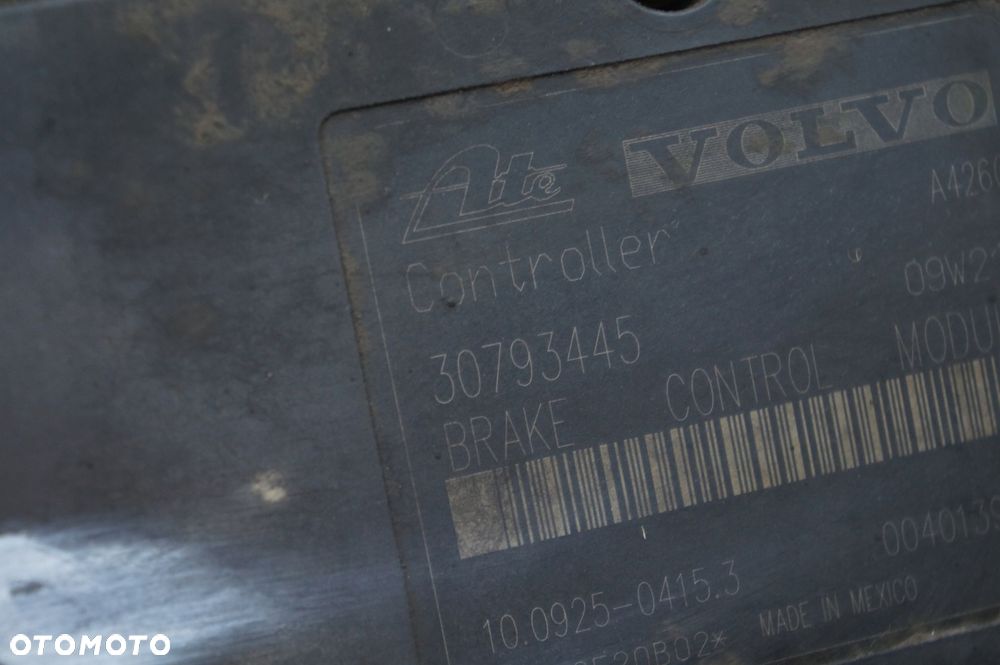 Ate VOLVO
A426
Controller
09W2
30793445
BRAKE CONTROL MODU
004013
10.0925-0415.3
MADE IN MEXICO
OTOMOTO